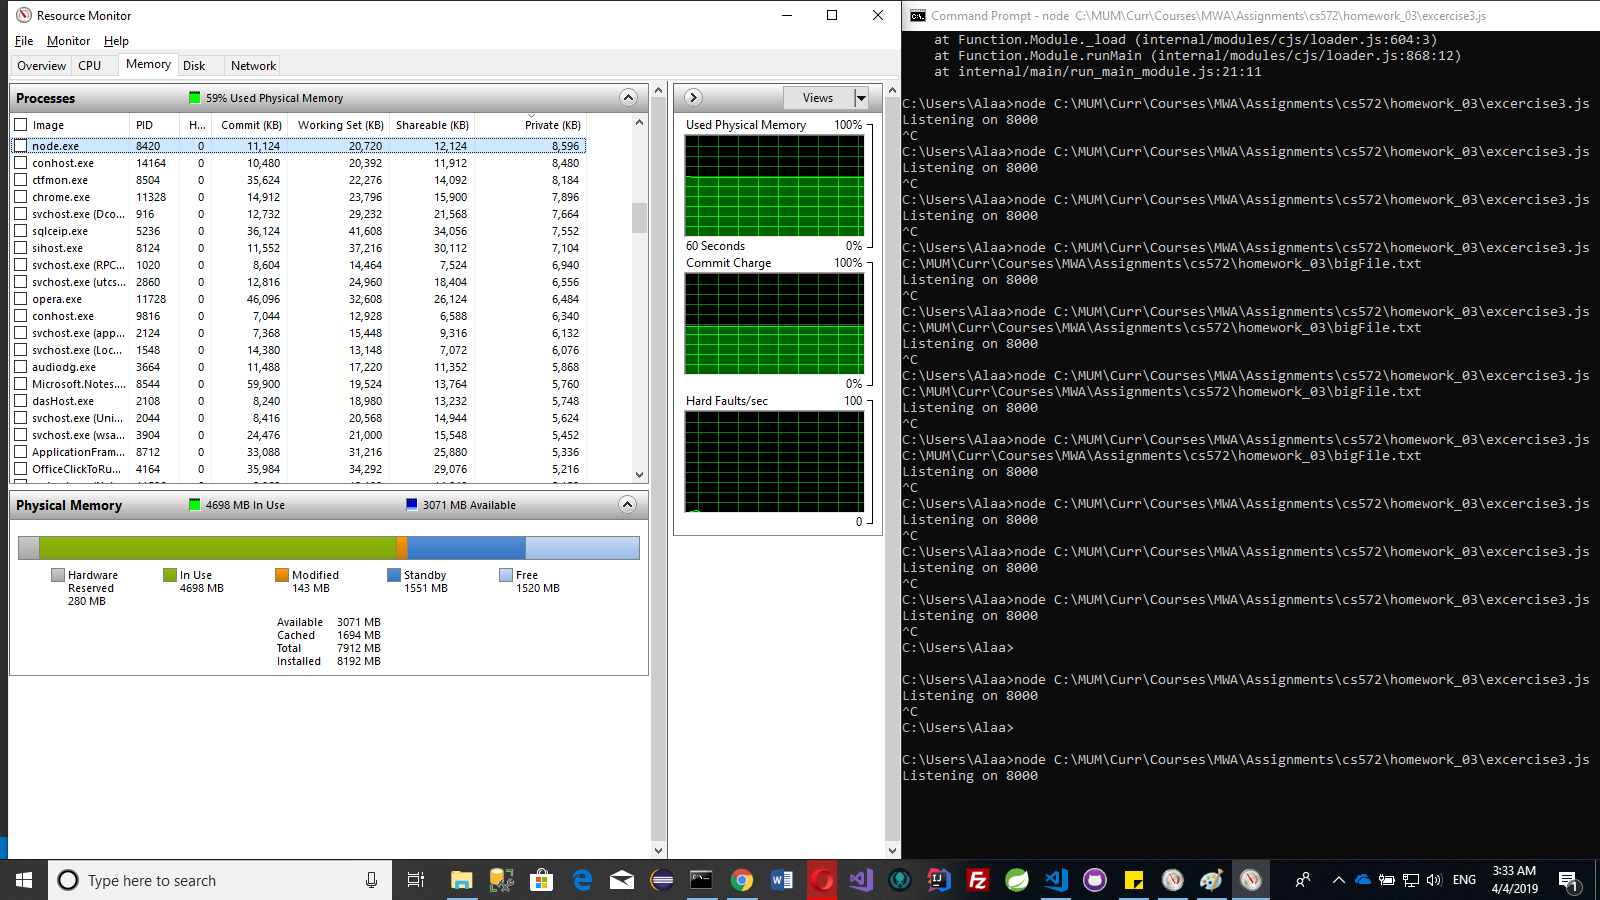 Resource Monitor
File Monitor Help
Overview CPU Memory Disk Network
Processes 59% Used Physical Memory
Image PID H... Commit (KB) Working Set (KB) Shareable (KB) Private (KB)
node.exe 8420 0 11,124 20,720 12,124 8,596
conhost.exe 14164 0 10,480 20,392 11,912 8,480
ctfmon.exe 8504 0 35,624 22,276 14,092 8,184
chrome.exe 11328 0 14,912 23,796 15,900 7,896
svchost.exe (Dco... 916 0 12,732 29,232 21,568 7,664
sqlceip.exe 5236 0 36,124 41,608 34,056 7,552
sihost.exe 8124 0 11,552 37,216 30,112 7,104
svchost.exe (RPC... 1020 0 8,604 14,464 7,524 6,940
svchost.exe (utcs... 2860 0 12,816 24,960 18,404 6,556
opera.exe 11728 0 46,096 32,608 26,124 6,484
conhost.exe 9816 0 7,044 12,928 6,588 6,340
svchost.exe (app... 2124 0 7,368 15,448 9,316 6,132
svchost.exe (Loc... 1548 0 14,380 13,148 7,072 6,076
audiodg.exe 3664 0 11,488 17,220 11,352 5,868
Microsoft.Notes.... 8544 0 59,900 19,524 13,764 5,760
dasHost.exe 2108 0 8,240 18,980 13,232 5,748
svchost.exe (Uni... 2044 0 8,416 20,568 14,944 5,624
svchost.exe (wsa... 3904 0 24,476 21,000 15,548 5,452
ApplicationFram... 8712 0 33,088 31,216 25,880 5,336
OfficeClickToRu... 4164 0 35,984 34,292 29,076 5,216
Physical Memory 4698 MB In Use 3071 MB Available
Hardware Reserved 280 MB
In Use 4698 MB
Modified 143 MB
Standby 1551 MB
Free 1520 MB
Available 3071 MB
Cached 1694 MB
Total 7912 MB
Installed 8192 MB
Views
Used Physical Memory 100%
60 Seconds 0%
Commit Charge 100%
0%
Hard Faults/sec 100
0
Command Prompt - node C:\MUM\Curr\Courses\MWA\Assignments\cs572\homework_03\excercise3.js
at Function.Module._load (internal/modules/cjs/loader.js:604:3)
at Function.Module.runMain (internal/modules/cjs/loader.js:868:12)
at internal/main/run_main_module.js:21:11
C:\Users\Alaa>node C:\MUM\Curr\Courses\MWA\Assignments\cs572\homework_03\excercise3.js
Listening on 8000
^C
C:\Users\Alaa>node C:\MUM\Curr\Courses\MWA\Assignments\cs572\homework_03\excercise3.js
Listening on 8000
^C
C:\Users\Alaa>node C:\MUM\Curr\Courses\MWA\Assignments\cs572\homework_03\excercise3.js
Listening on 8000
^C
C:\Users\Alaa>node C:\MUM\Curr\Courses\MWA\Assignments\cs572\homework_03\excercise3.js
C:\MUM\Curr\Courses\MWA\Assignments\cs572\homework_03\bigFile.txt
Listening on 8000
^C
C:\Users\Alaa>node C:\MUM\Curr\Courses\MWA\Assignments\cs572\homework_03\excercise3.js
C:\MUM\Curr\Courses\MWA\Assignments\cs572\homework_03\bigFile.txt
Listening on 8000
^C
C:\Users\Alaa>node C:\MUM\Curr\Courses\MWA\Assignments\cs572\homework_03\excercise3.js
C:\MUM\Curr\Courses\MWA\Assignments\cs572\homework_03\bigFile.txt
Listening on 8000
^C
C:\Users\Alaa>node C:\MUM\Curr\Courses\MWA\Assignments\cs572\homework_03\excercise3.js
C:\MUM\Curr\Courses\MWA\Assignments\cs572\homework_03\bigFile.txt
Listening on 8000
^C
C:\Users\Alaa>node C:\MUM\Curr\Courses\MWA\Assignments\cs572\homework_03\excercise3.js
Listening on 8000
^C
C:\Users\Alaa>node C:\MUM\Curr\Courses\MWA\Assignments\cs572\homework_03\excercise3.js
Listening on 8000
^C
C:\Users\Alaa>node C:\MUM\Curr\Courses\MWA\Assignments\cs572\homework_03\excercise3.js
Listening on 8000
^C
C:\Users\Alaa>
C:\Users\Alaa>node C:\MUM\Curr\Courses\MWA\Assignments\cs572\homework_03\excercise3.js
Listening on 8000
^C
C:\Users\Alaa>
C:\Users\Alaa>node C:\MUM\Curr\Courses\MWA\Assignments\cs572\homework_03\excercise3.js
Listening on 8000
Type here to search
ENG
3:33 AM
4/4/2019
1